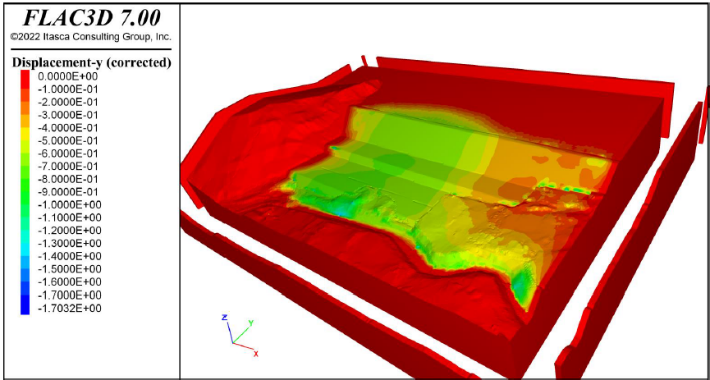 FLAC3D 7.00
©2022 Itasca Consulting Group, Inc.
Displacement-y (corrected)
0.0000E+00
-1.0000E-01
-2.0000E-01
-3.0000E-01
-4.0000E-01
-5.0000E-01
-6.0000E-01
-7.0000E-01
-8.0000E-01
-9.0000E-01
-1.0000E+00
-1.1000E+00
-1.2000E+00
-1.3000E+00
-1.4000E+00
-1.5000E+00
-1.6000E+00
-1.7000E+00
-1.7032E+00
Z
Y
X